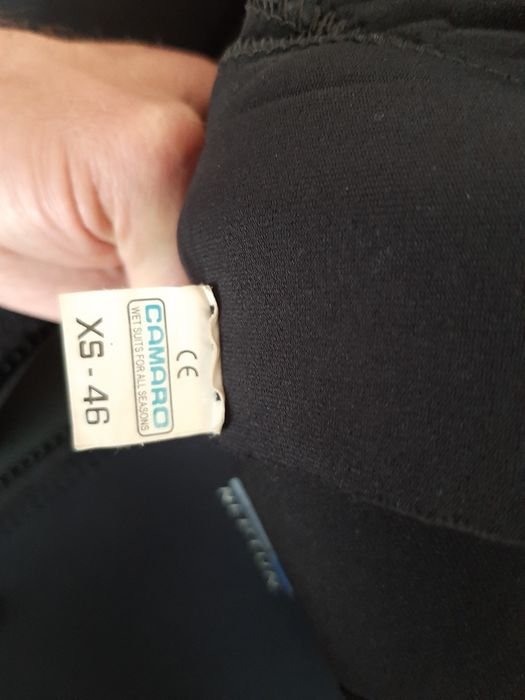 CE
CAMARO
WET SUITS FOR ALL SEASONS
XS - 46